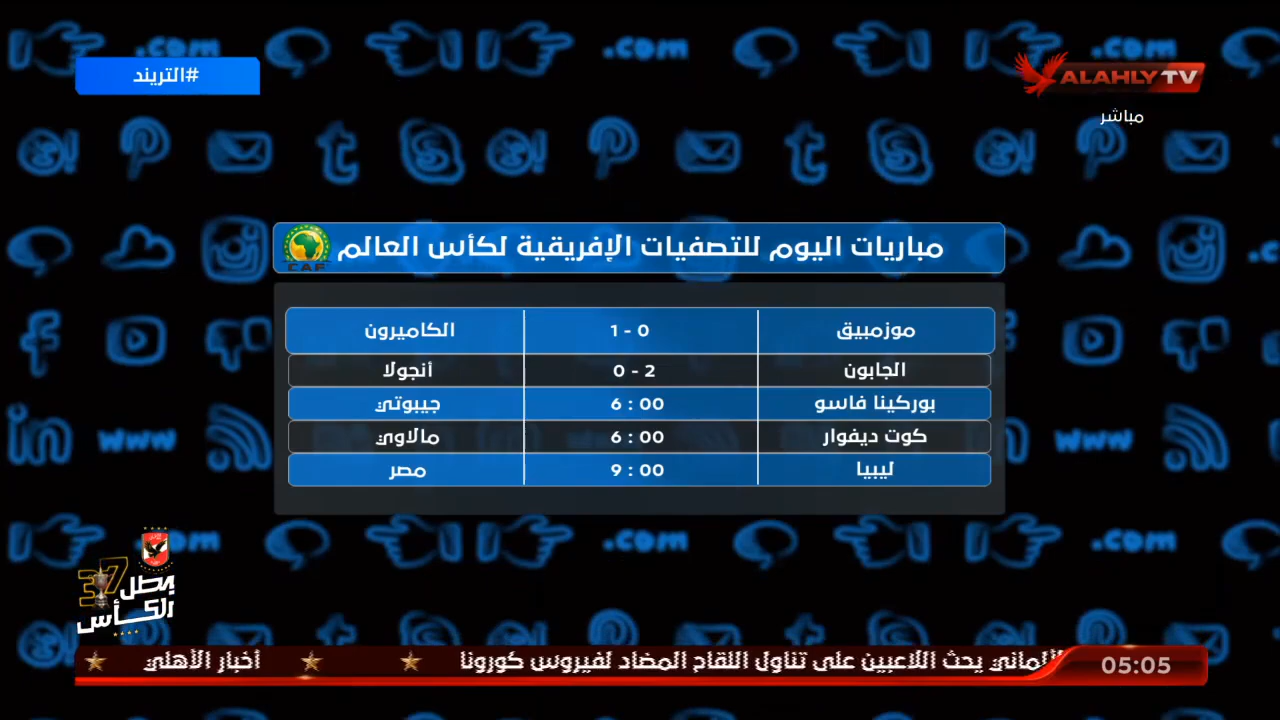 #التريند
ALAHLY TV
مباشر
مباريات اليوم للتصفيات الإفريقية لكأس العالم
CAF
موزمبيق 0 - 1 الكاميرون
الجابون 2 - 0 أنجولا
بوركينا فاسو 6 : 00 جيبوتي
كوت ديفوار 6 : 00 مالاوي
ليبيا 9 : 00 مصر
37
بطل
الكأس
الألماني يحث اللاعبين على تناول اللقاح المضاد لفيروس كورونا
أخبار الأهلي
05:05